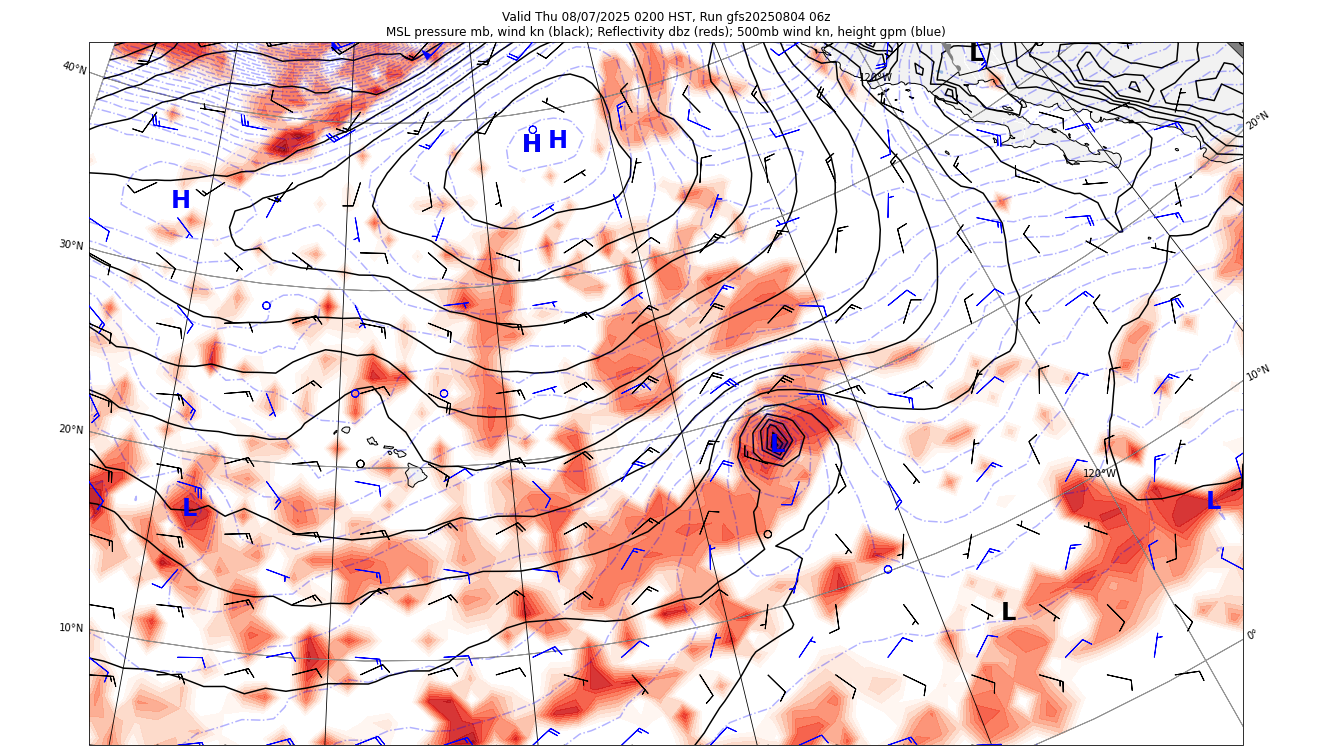 Valid Thu 08/07/2025 0200 HST, Run gfs20250804 06z
MSL pressure mb, wind kn (black); Reflectivity dbz (reds); 500mb wind kn, height gpm (blue)
L
40°N
120°W
20°N
H H
H
30°N
10°N
20°N
L
120°W
L
L
10°N
L
0°